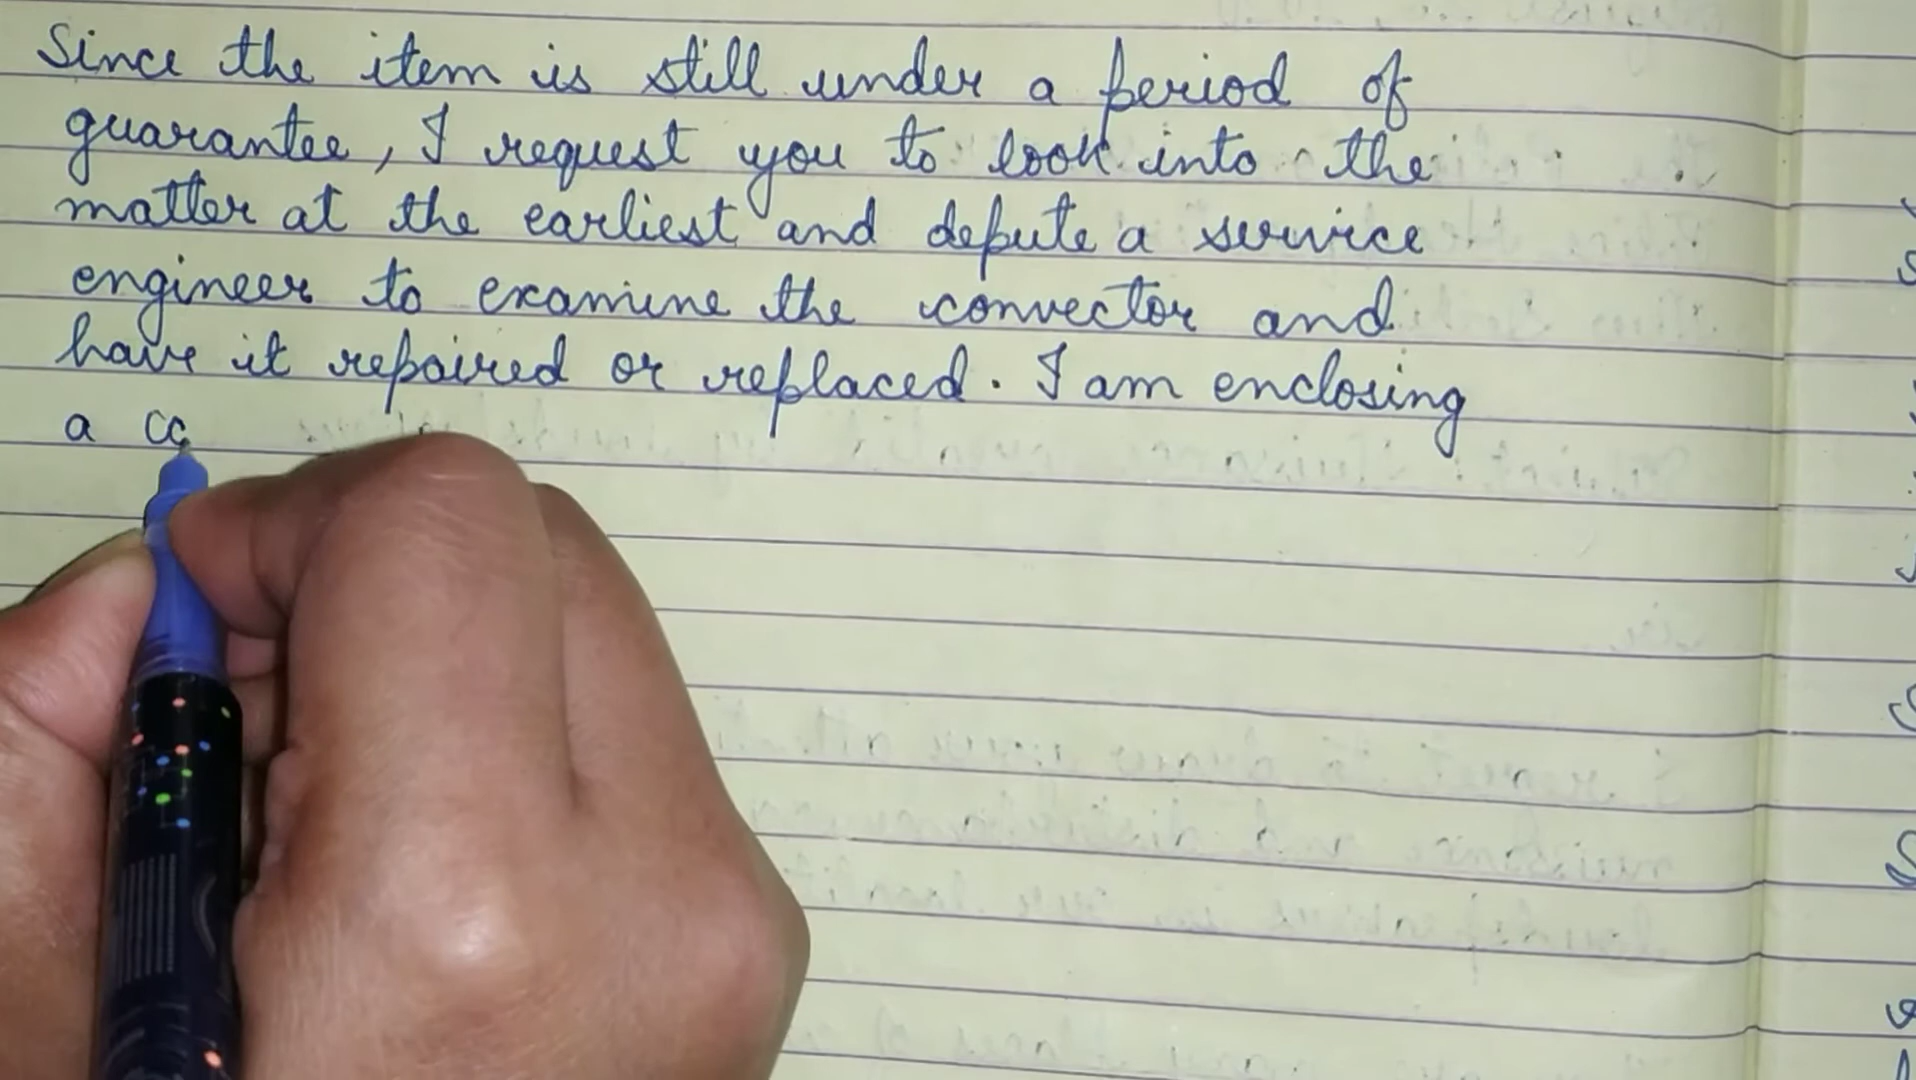 Since the item is still under a period of
guarantee, I request you to look into the
matter at the earliest and depute a service
engineer to examine the convector and
have it repaired or replaced. I am enclosing
a co